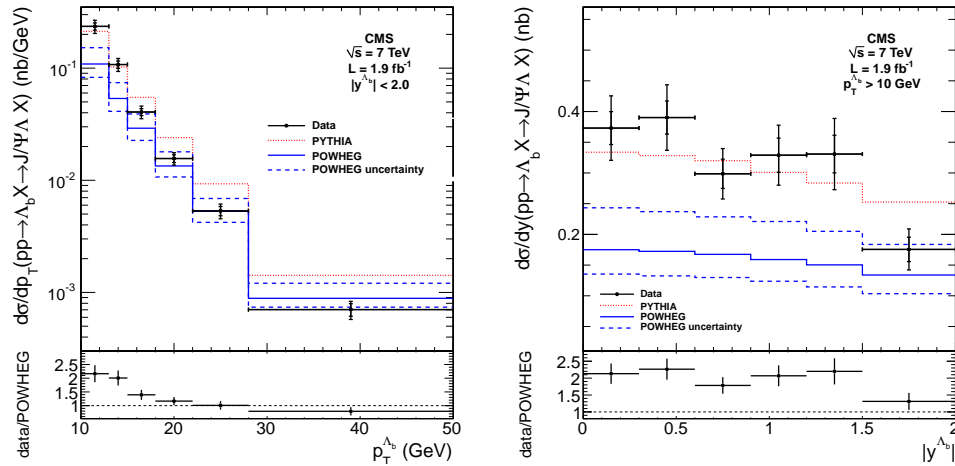 dσ/dp_T(pp→Λ_b X→J/ΨΛ X) (nb/GeV)
10⁻¹
10⁻²
10⁻³
CMS
√s = 7 TeV
L = 1.9 fb⁻¹
|y^Λb| < 2.0
Data
PYTHIA
POWHEG
POWHEG uncertainty
data/POWHEG
2.5
2
1.5
1
10 20 30 40 50
p_T^Λb (GeV)
dσ/dy(pp→Λ_b X→J/ΨΛ X) (nb)
0.4
0.2
CMS
√s = 7 TeV
L = 1.9 fb⁻¹
p_T^Λb > 10 GeV
Data
PYTHIA
POWHEG
POWHEG uncertainty
data/POWHEG
2.5
2
1.5
1
0 0.5 1 1.5 2
|y^Λb|